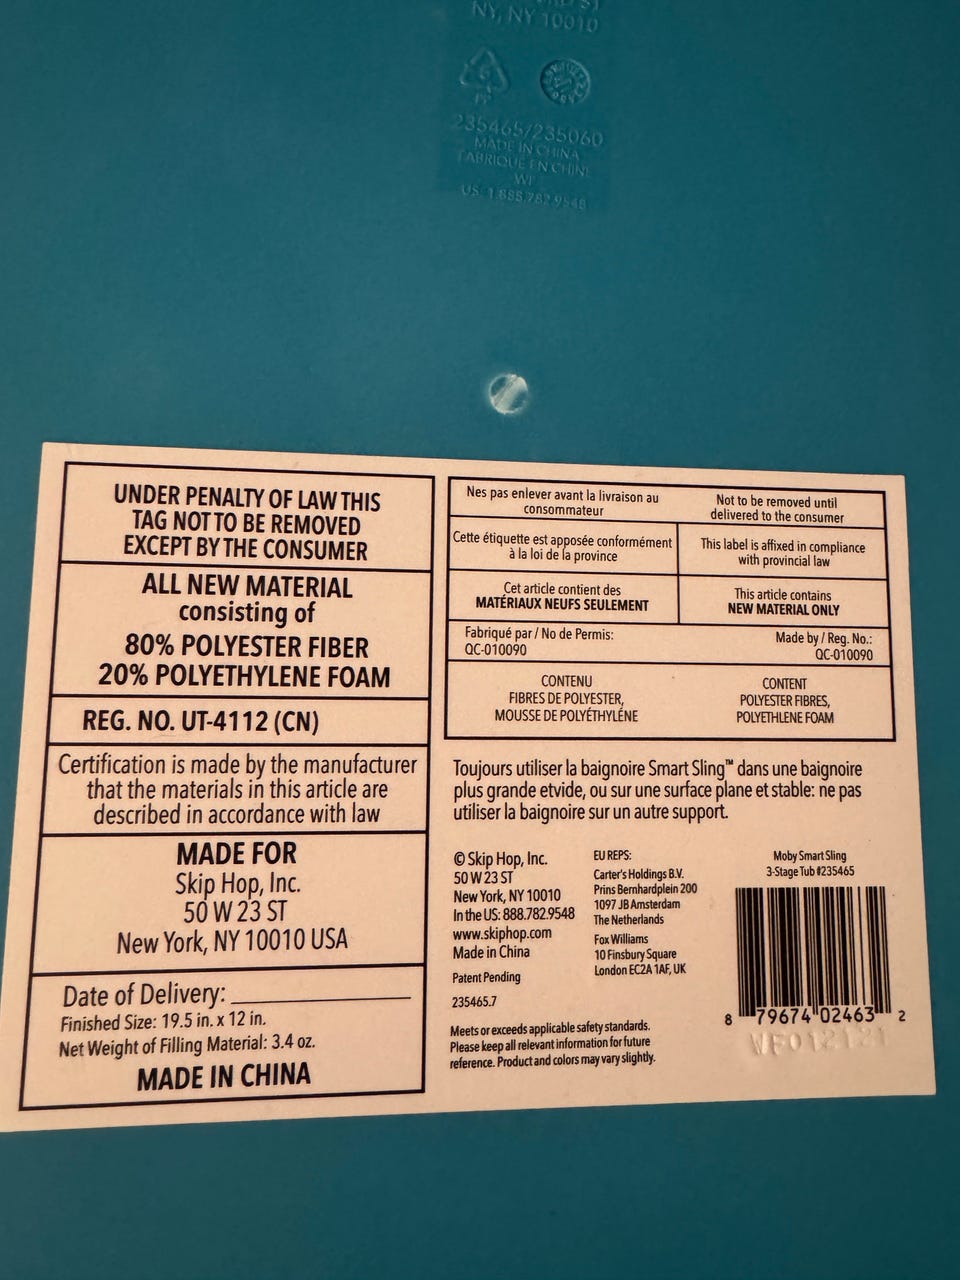 NY, NY 10010
PP
235465/235060
MADE IN CHINA
FABRIQUE EN CHINE
WF
US: 1.888.782.9548
UNDER PENALTY OF LAW THIS
TAG NOT TO BE REMOVED
EXCEPT BY THE CONSUMER
ALL NEW MATERIAL
consisting of
80% POLYESTER FIBER
20% POLYETHYLENE FOAM
REG. NO. UT-4112 (CN)
Certification is made by the manufacturer
that the materials in this article are
described in accordance with law
MADE FOR
Skip Hop, Inc.
50 W 23 ST
New York, NY 10010 USA
Date of Delivery:
Finished Size: 19.5 in. x 12 in.
Net Weight of Filling Material: 3.4 oz.
MADE IN CHINA
Nes pas enlever avant la livraison au
consommateur
Not to be removed until
delivered to the consumer
Cette étiquette est apposée conformément
à la loi de la province
This label is affixed in compliance
with provincial law
Cet article contient des
MATÉRIAUX NEUFS SEULEMENT
This article contains
NEW MATERIAL ONLY
Fabriqué par / No de Permis:
QC-010090
Made by / Reg. No.:
QC-010090
CONTENU
FIBRES DE POLYESTER,
MOUSSE DE POLYÉTHYLÉNE
CONTENT
POLYESTER FIBRES,
POLYETHLENE FOAM
Toujours utiliser la baignoire Smart Sling™ dans une baignoire
plus grande etvide, ou sur une surface plane et stable: ne pas
utiliser la baignoire sur un autre support.
© Skip Hop, Inc.
50 W 23 ST
New York, NY 10010
In the US: 888.782.9548
www.skiphop.com
Made in China
Patent Pending
235465.7
EU REPS:
Carter's Holdings B.V.
Prins Bernhardplein 200
1097 JB Amsterdam
The Netherlands
Fox Williams
10 Finsbury Square
London EC2A 1AF, UK
Meets or exceeds applicable safety standards.
Please keep all relevant information for future
reference. Product and colors may vary slightly.
Moby Smart Sling
3-Stage Tub #235465
8 79674 02463 2
WF012121